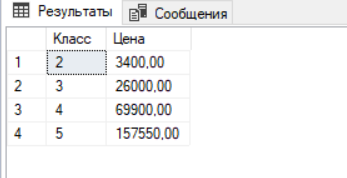 Результаты Сообщения
Класс Цена
1 2 3400,00
2 3 26000,00
3 4 69900,00
4 5 157550,00